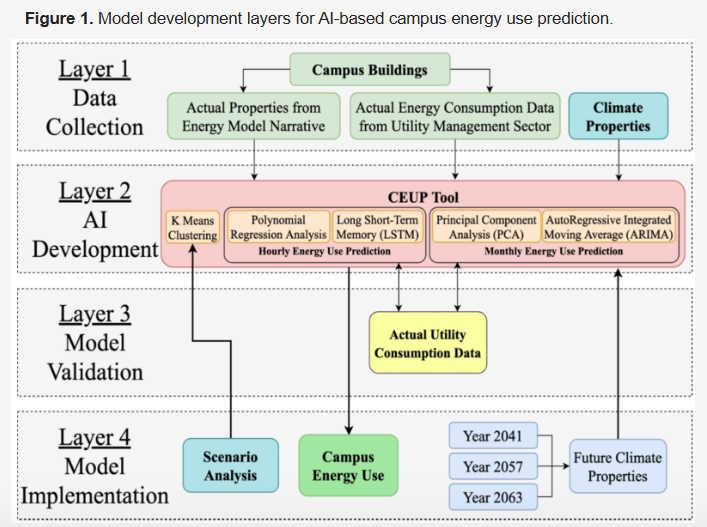 Figure 1. Model development layers for AI-based campus energy use prediction.
Layer 1
Data
Collection
Campus Buildings
Actual Properties from
Energy Model Narrative
Actual Energy Consumption Data
from Utility Management Sector
Climate
Properties
Layer 2
AI
Development
CEUP Tool
K Means
Clustering
Polynomial
Regression Analysis
Long Short-Term
Memory (LSTM)
Hourly Energy Use Prediction
Principal Component
Analysis (PCA)
AutoRegressive Integrated
Moving Average (ARIMA)
Monthly Energy Use Prediction
Layer 3
Model
Validation
Actual Utility
Consumption Data
Layer 4
Model
Implementation
Scenario
Analysis
Campus
Energy Use
Year 2041
Year 2057
Year 2063
Future Climate
Properties